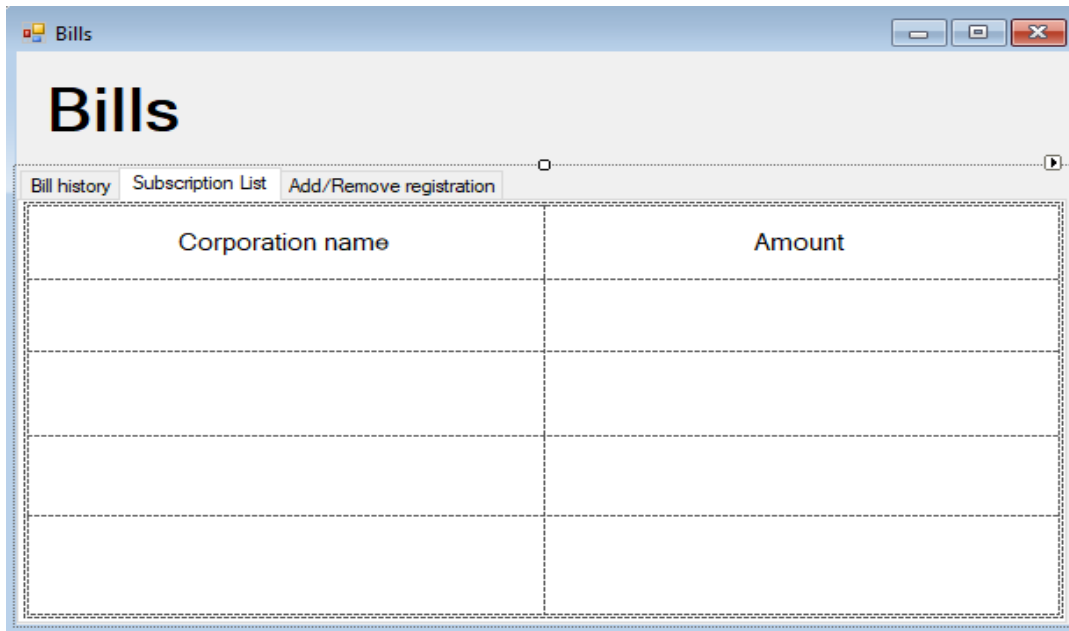 Bills
Bills
Bill history Subscription List Add/Remove registration
Corporation name Amount